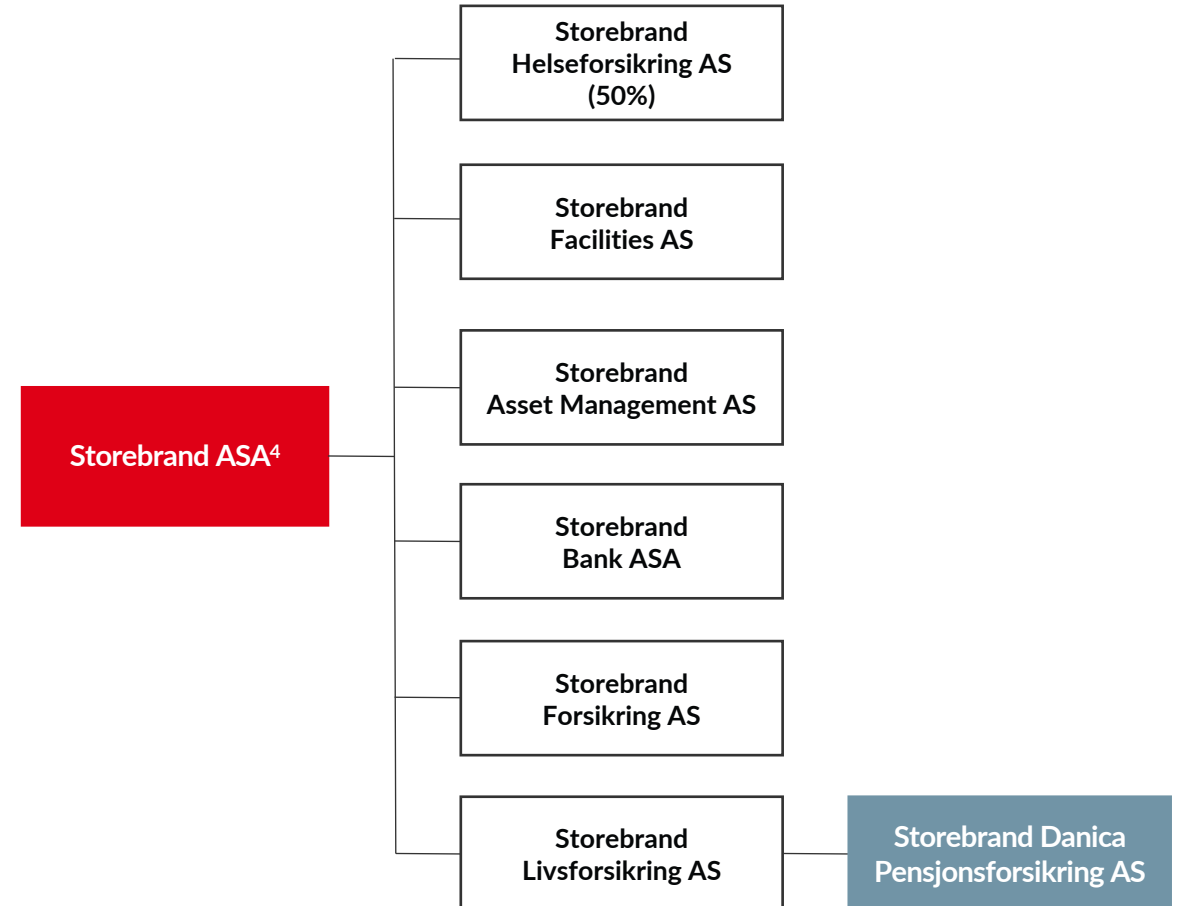 Storebrand
Helseforsikring AS
(50%)
Storebrand
Facilities AS
Storebrand
Asset Management AS
Storebrand ASA⁴
Storebrand
Bank ASA
Storebrand
Forsikring AS
Storebrand
Livsforsikring AS
Storebrand Danica
Pensjonsforsikring AS